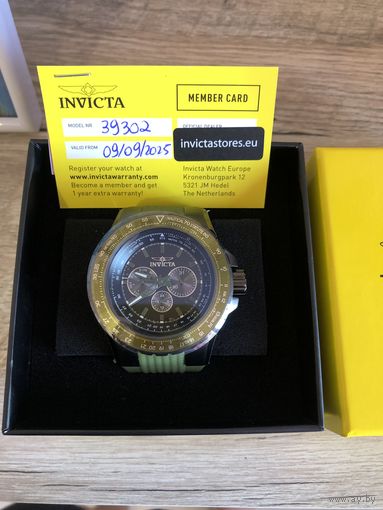 INVICTA
MEMBER CARD
MODEL NR 39302
OFFICIAL DEALER
invictastores.eu
VALID FROM 09/09/2025
Register your watch at
www.invictawarranty.com
Become a member and get
1 year extra warranty!
Invicta Watch Europe
Kronenburgpark 12
5321 JM Hedel
The Netherlands
INVICTA
www.ay.by